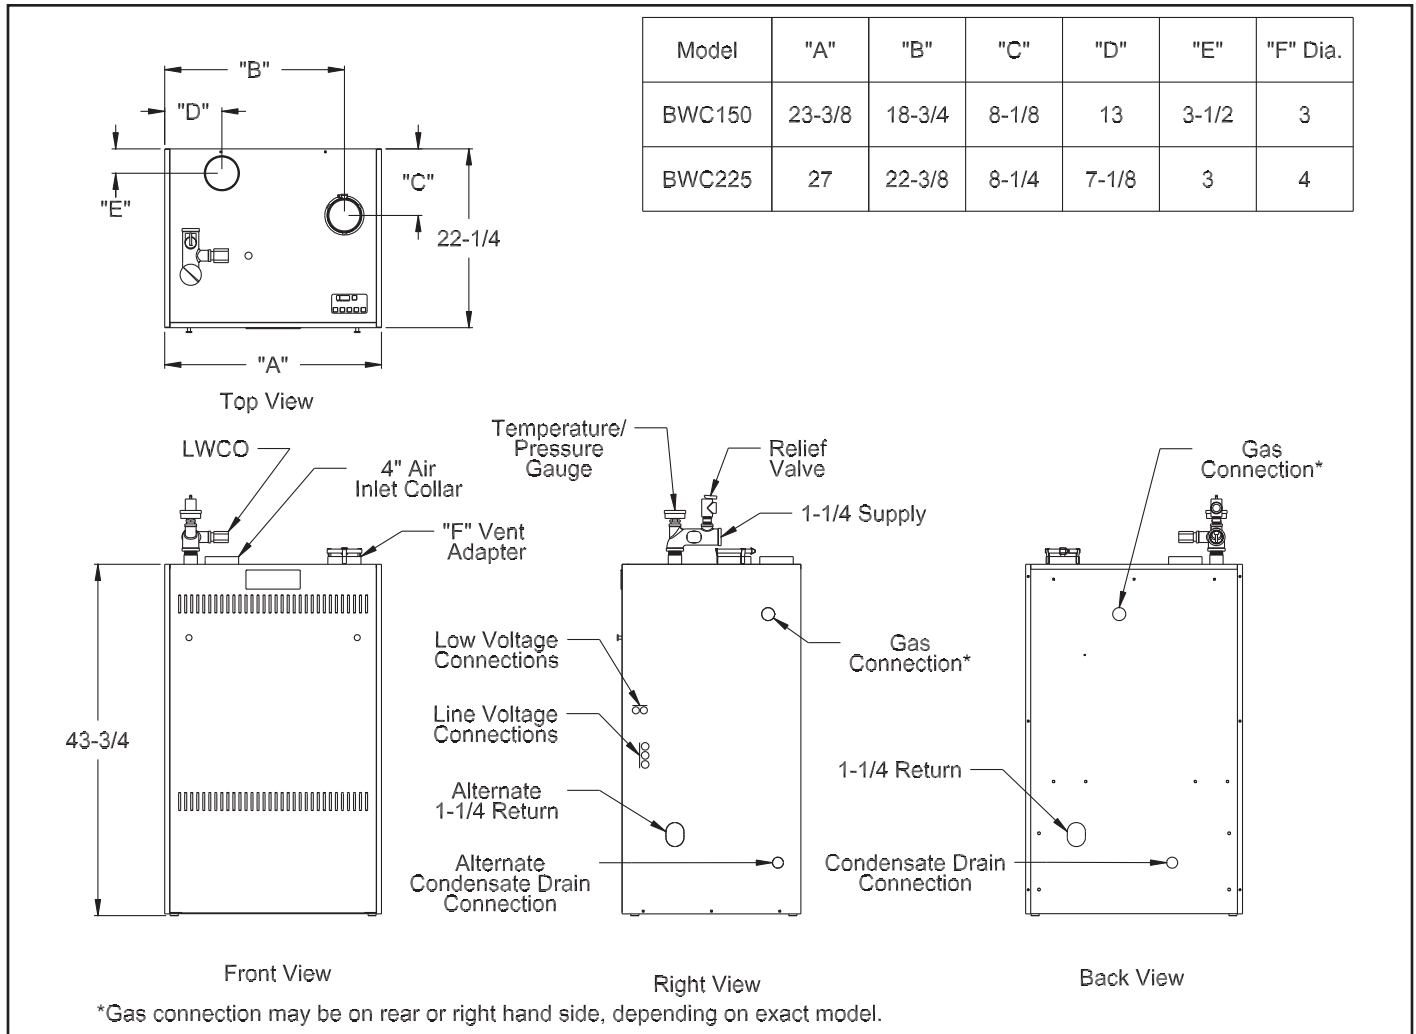 Model "A" "B" "C" "D" "E" "F" Dia.
BWC150 23-3/8 18-3/4 8-1/8 13 3-1/2 3
BWC225 27 22-3/8 8-1/4 7-1/8 3 4
"B"
"D"
"C"
"E"
22-1/4
"A"
Top View
LWCO
4" Air
Inlet Collar
"F" Vent
Adapter
43-3/4
Front View
Temperature/
Pressure
Gauge
Relief
Valve
1-1/4 Supply
Gas
Connection*
Low Voltage
Connections
Line Voltage
Connections
Alternate
1-1/4 Return
Alternate
Condensate Drain
Connection
Right View
Gas
Connection*
1-1/4 Return
Condensate Drain
Connection
Back View
*Gas connection may be on rear or right hand side, depending on exact model.